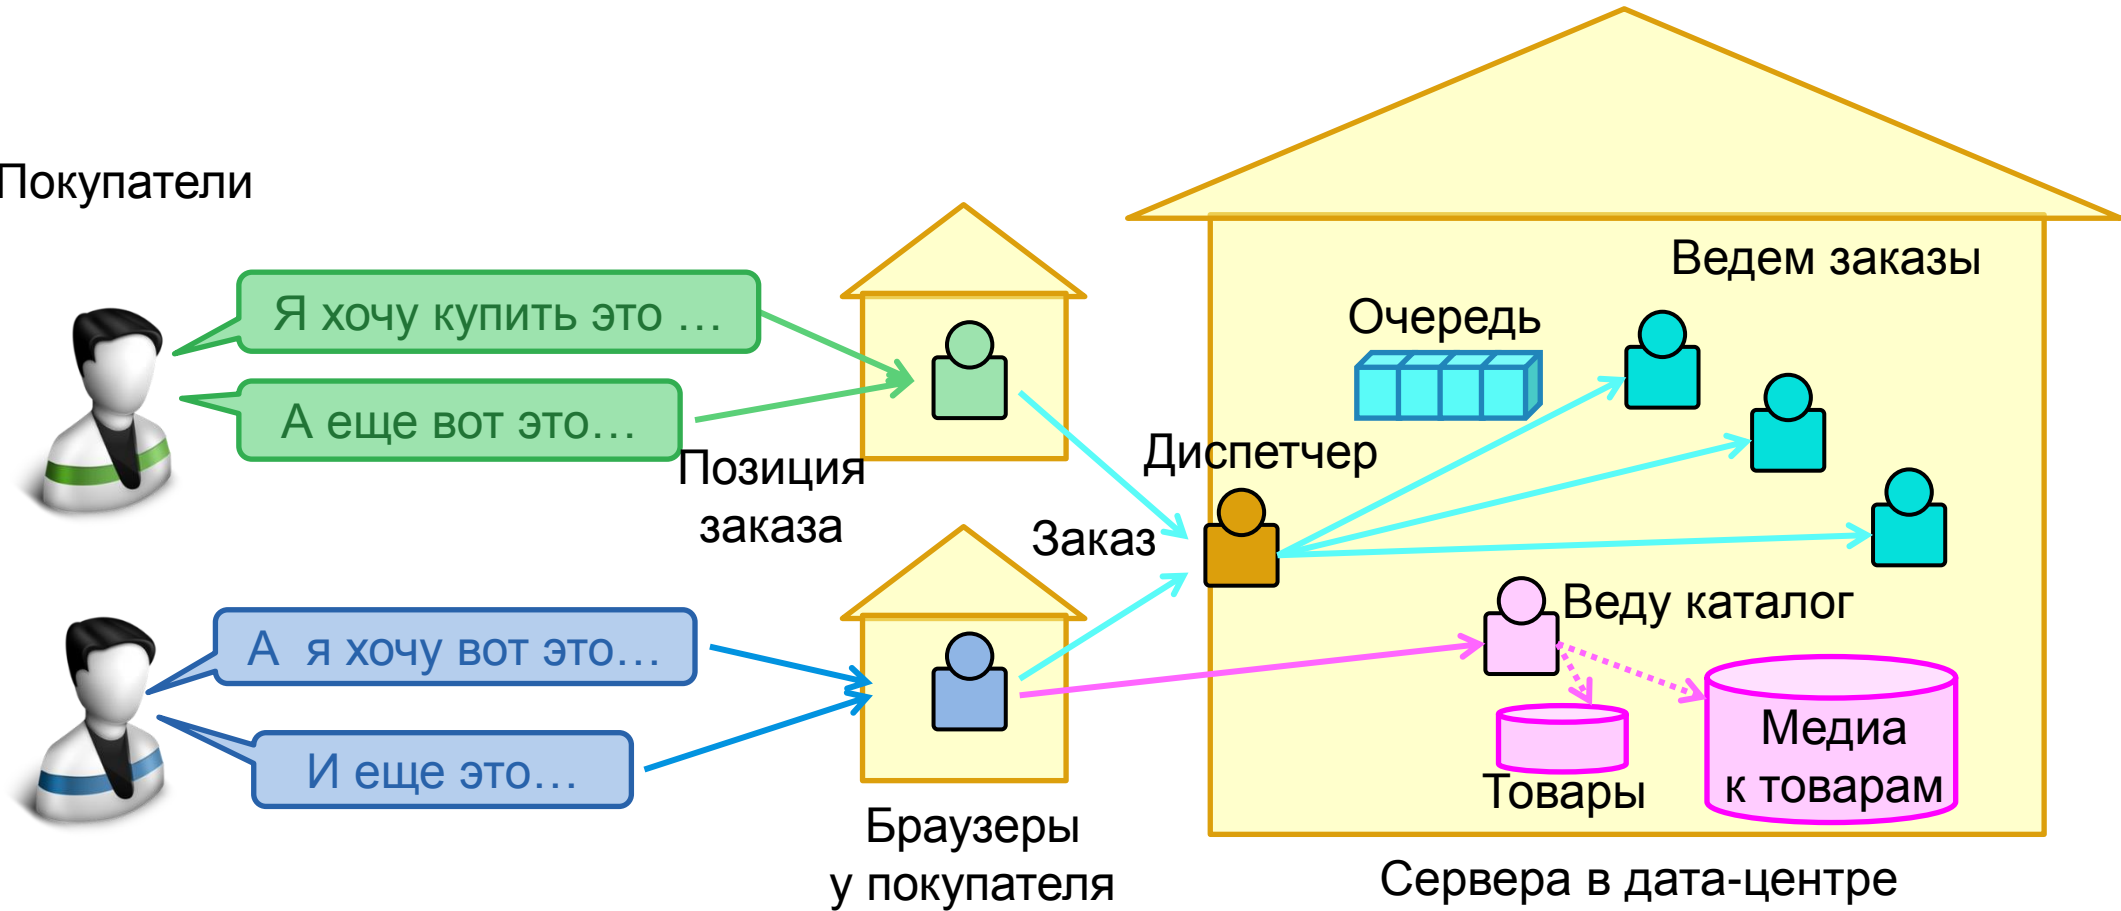 Покупатели
Я хочу купить это …
А еще вот это…
Позиция
заказа
А  я хочу вот это…
И еще это…
Браузеры
у покупателя
Заказ
Диспетчер
Очередь
Ведем заказы
Веду каталог
Товары
Медиа
к товарам
Сервера в дата-центре